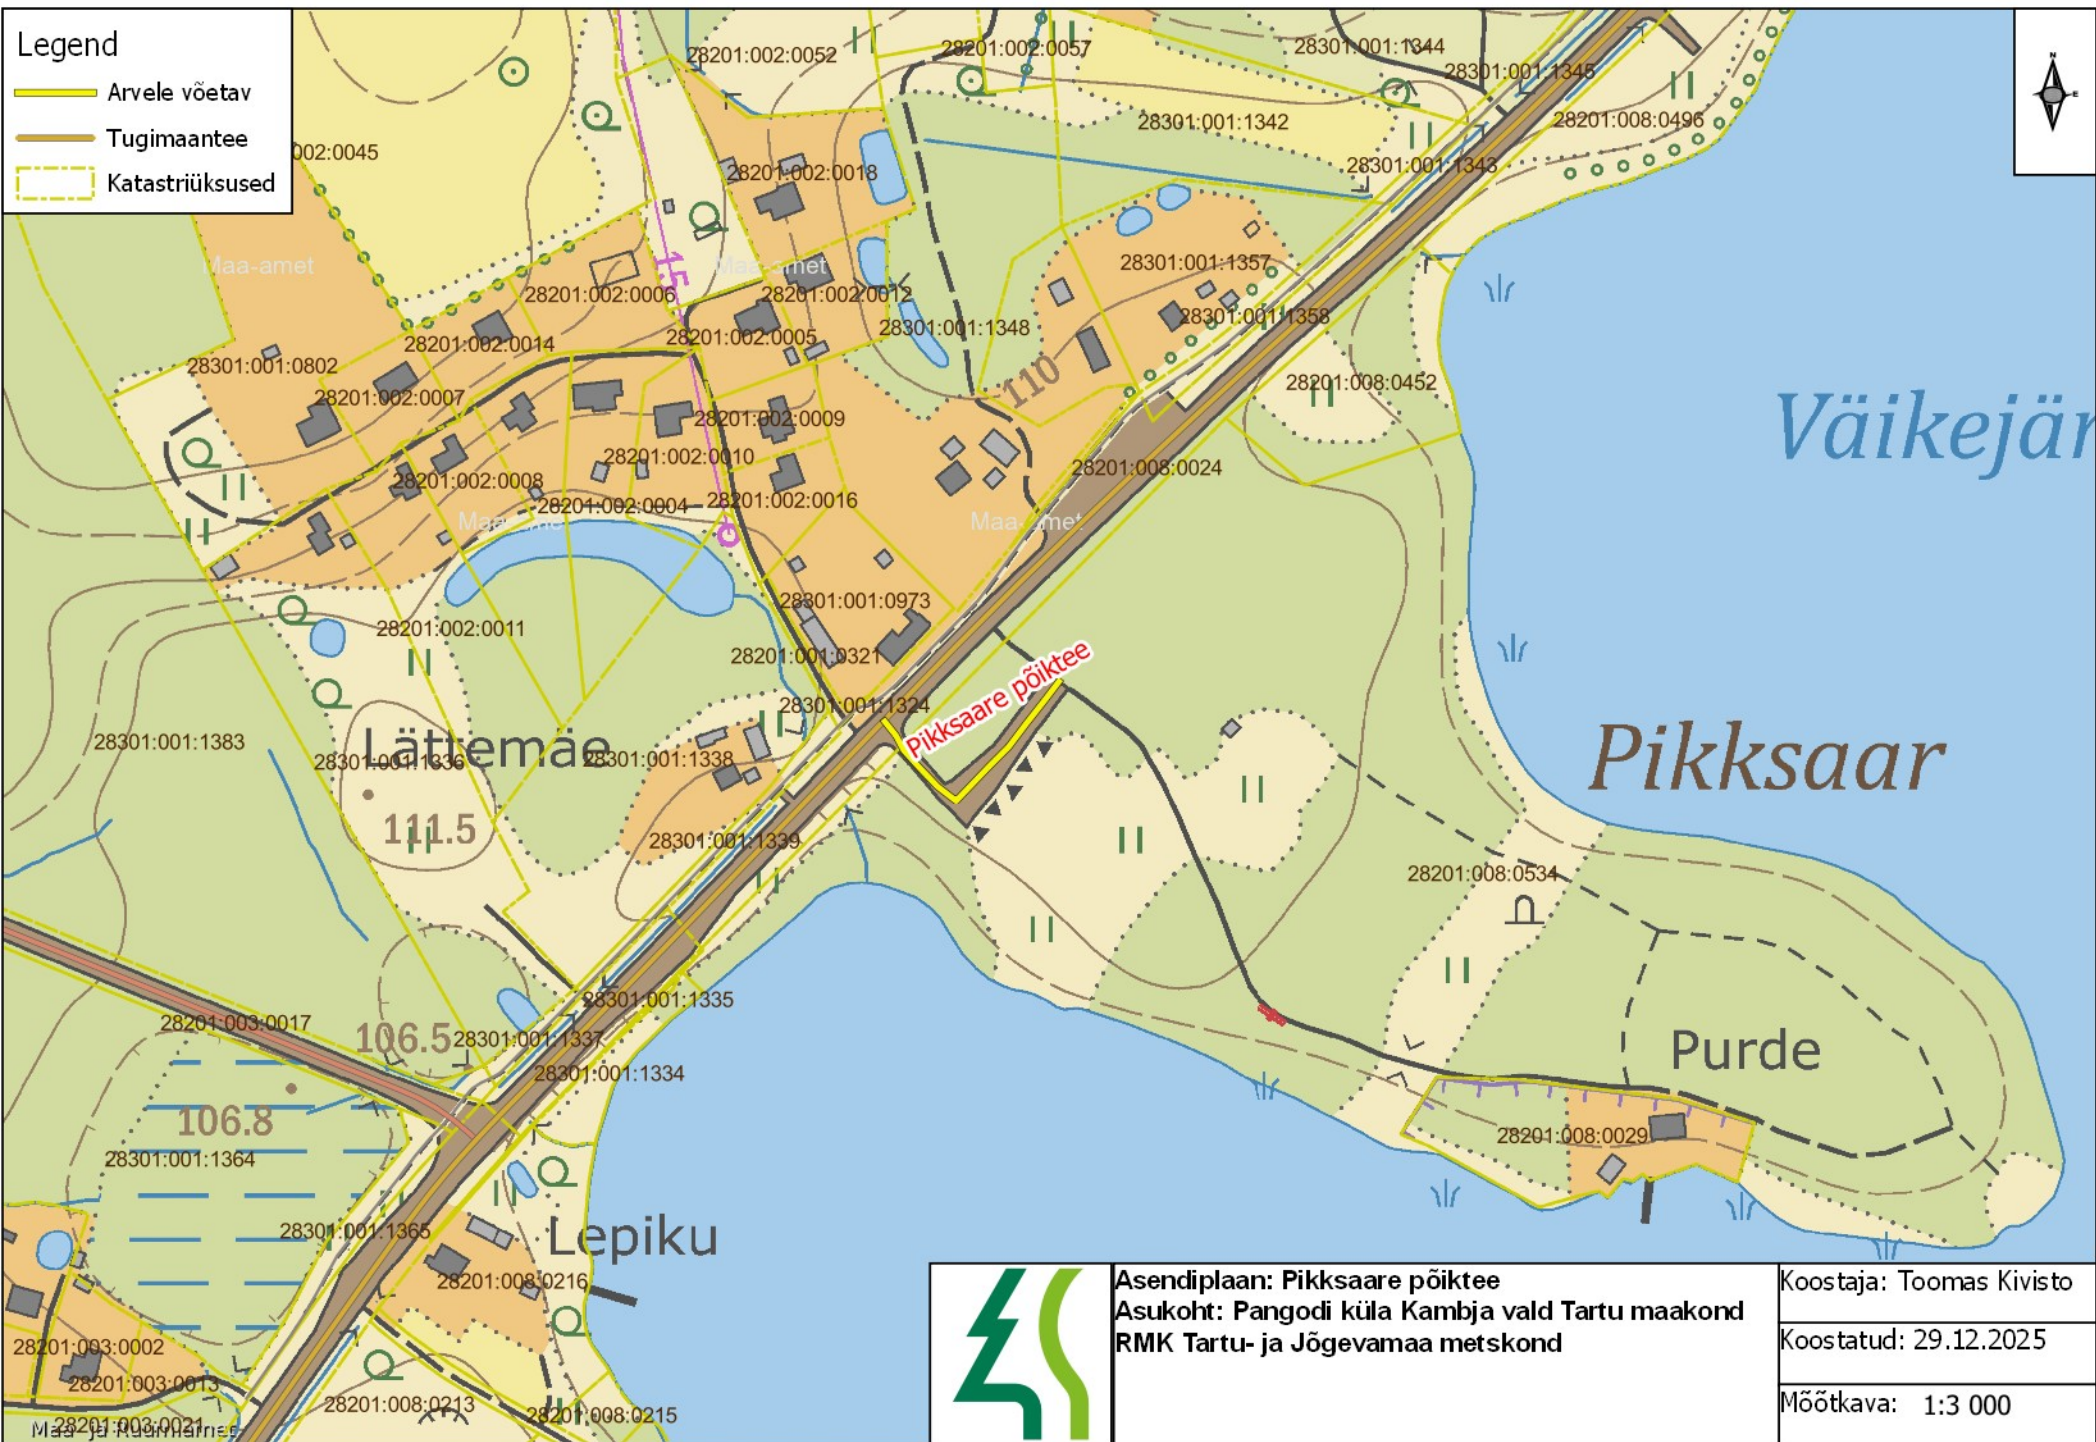 Legend
Arvele võetav
Tugimaantee
Katastriüksused
N
E
28201:002:0052
28201:002:0057
28301:001:1344
28301:001:1345
28301:001:1342
28201:008:0496
002:0045
28201:002:0018
28301:001:1343
Maa-amet
15
28201:002:0006
28201:002:0012
28301:001:1357
28201:002:0014
28201:002:0005
28301:001:1348
28301:001:1358
28301:001:0802
28201:002:0007
110
28201:008:0452
28201:002:0009
Väikejär
28201:002:0010
28201:008:0024
28201:002:0008
28201:002:0004
28201:002:0016
Maa-amet
28301:001:0973
28201:002:0011
28201:001:0321
Pikksaare põiktee
28301:001:1324
28301:001:1383
Lättemäe
28301:001:1336
28301:001:1338
Pikksaar
111.5
28301:001:1339
28201:008:0534
28301:001:1335
28201:003:0017
106.5
28301:001:1337
Purde
28301:001:1334
106.8
28301:001:1364
28201:008:0029
28301:001:1365
Lepiku
28201:008:0216
28201:003:0002
28201:003:0013
28201:008:0213
28201:008:0215
28201:003:0021
Asendiplaan: Pikksaare põiktee
Asukoht: Pangodi küla Kambja vald Tartu maakond
RMK Tartu- ja Jõgevamaa metskond
Koostaja: Toomas Kivisto
Koostatud: 29.12.2025
Mõõtkava: 1:3 000